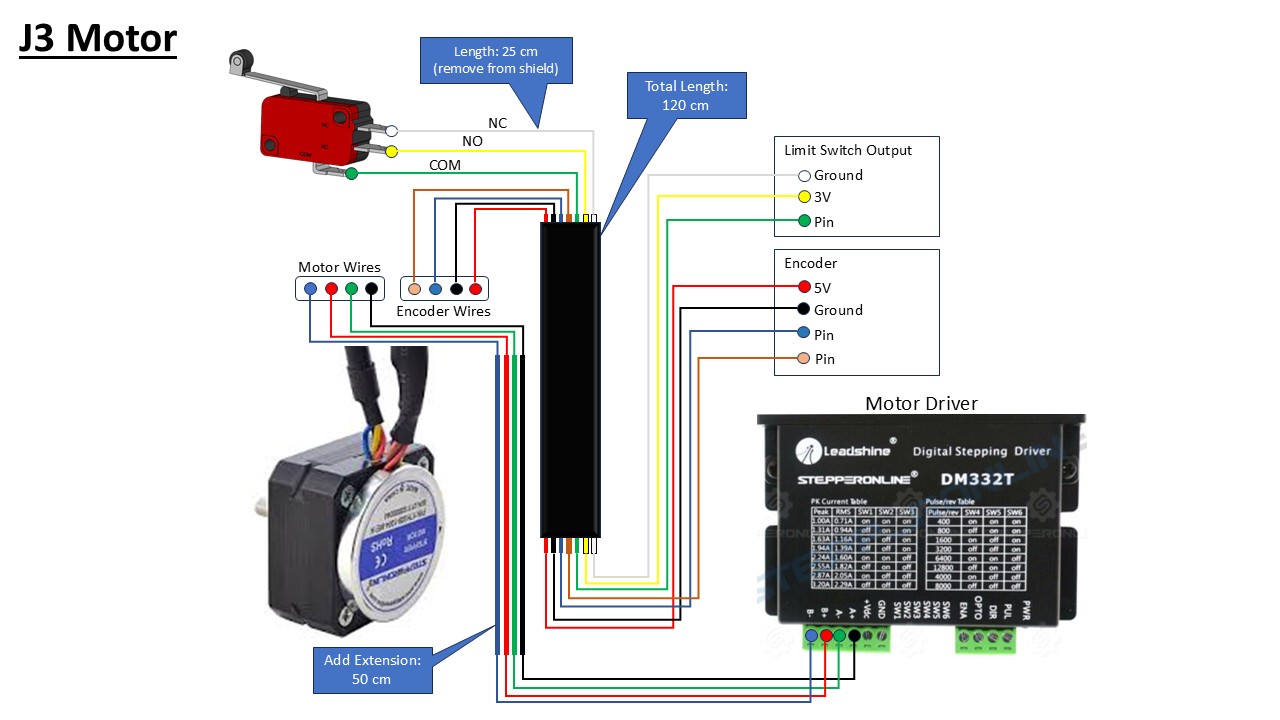 J3 Motor
Length: 25 cm
(remove from shield)
Total Length:
120 cm
NC
NO
COM
COM
Limit Switch Output
Ground
3V
Pin
Encoder
5V
Ground
Pin
Pin
Motor Wires
Encoder Wires
Motor Driver
Leadshine®
Digital Stepping Driver
STEPPERONLINE®
DM332T
PK Current Table
Peak RMS SW1 SW2 SW3
1.00A 0.71A on on on
1.31A 0.94A off on on
1.63A 1.16A on off on
1.94A 1.39A off off on
2.24A 1.60A on on off
2.55A 1.82A off on off
2.87A 2.05A on off off
3.20A 2.29A off off off
Pulse/rev Table
Pulse/rev SW4 SW5 SW6
400 on on on
800 off on on
1600 on off on
3200 off off on
6400 on on off
12800 off on off
4000 on off off
8000 off off off
B-
B+
A-
A+
+Vdc
GND
SW1
SW2
SW3
SW4
SW5
SW6
ENA
OPTO
DIR
PUL
PWR
STEPPERONLINE
STEPPER
MOTOR
CE
RoHS
Add Extension:
50 cm